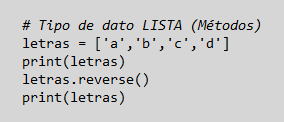 # Tipo de dato LISTA (Métodos)
letras = ['a','b','c','d']
print(letras)
letras.reverse()
print(letras)